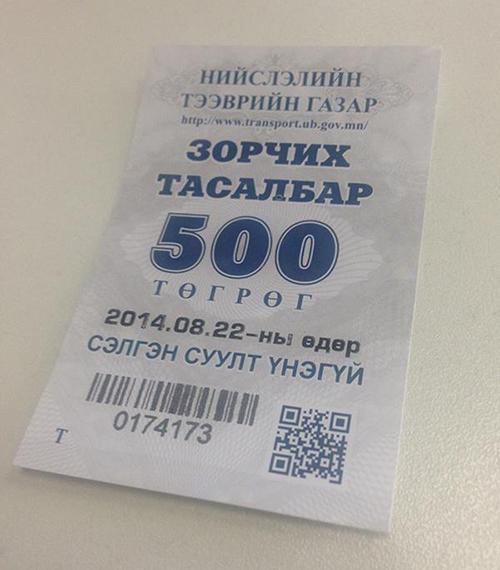 НИЙСЛЭЛИЙН
ТЭЭВРИЙН ГАЗАР
http://www.transport.ub.gov.mn/
ЗОРЧИХ
ТАСАЛБАР
500
ТӨГРӨГ
2014.08.22-ны өдөр
СЭЛГЭН СУУЛТ ҮНЭГҮЙ
0174173
Т